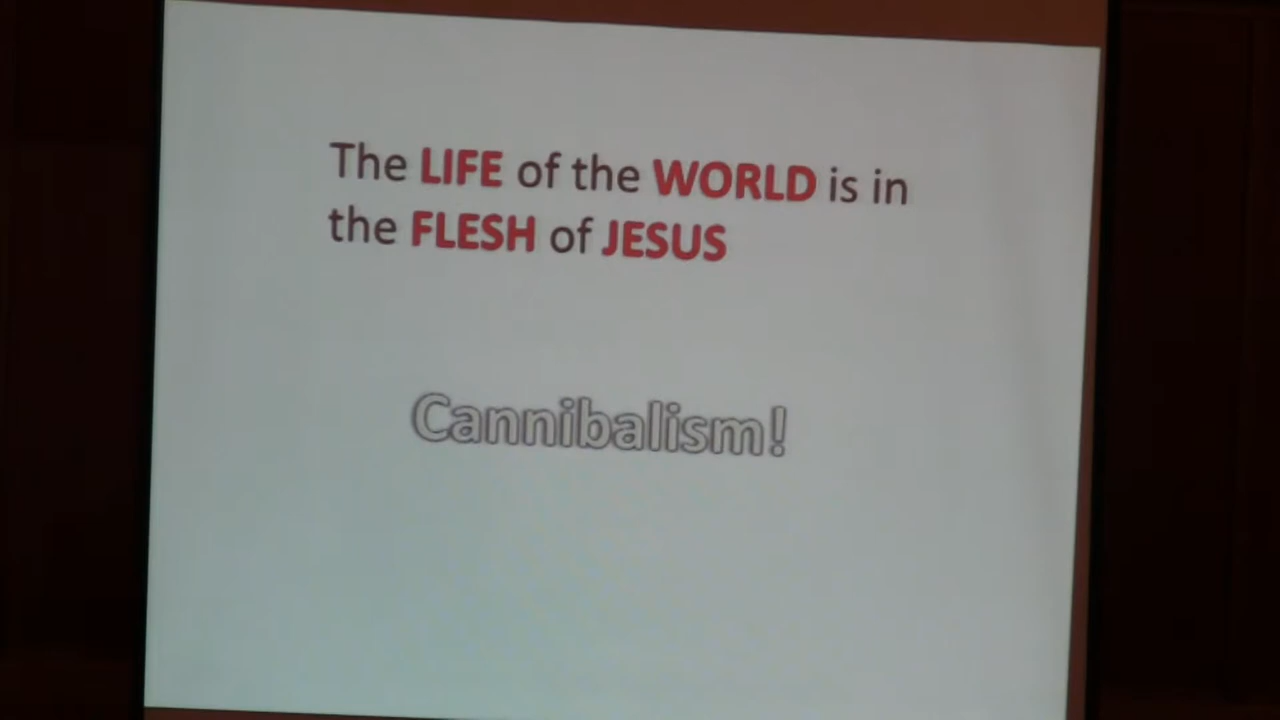 The LIFE of the WORLD is in
the FLESH of JESUS
Cannibalism!